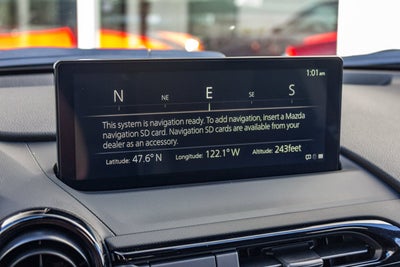 1:01 am
N NE E SE S
This system is navigation ready. To add navigation, insert a Mazda
navigation SD card. Navigation SD cards are available from your
dealer as an accessory.
Latitude: 47.6°N Longitude: 122.1°W Altitude: 243feet